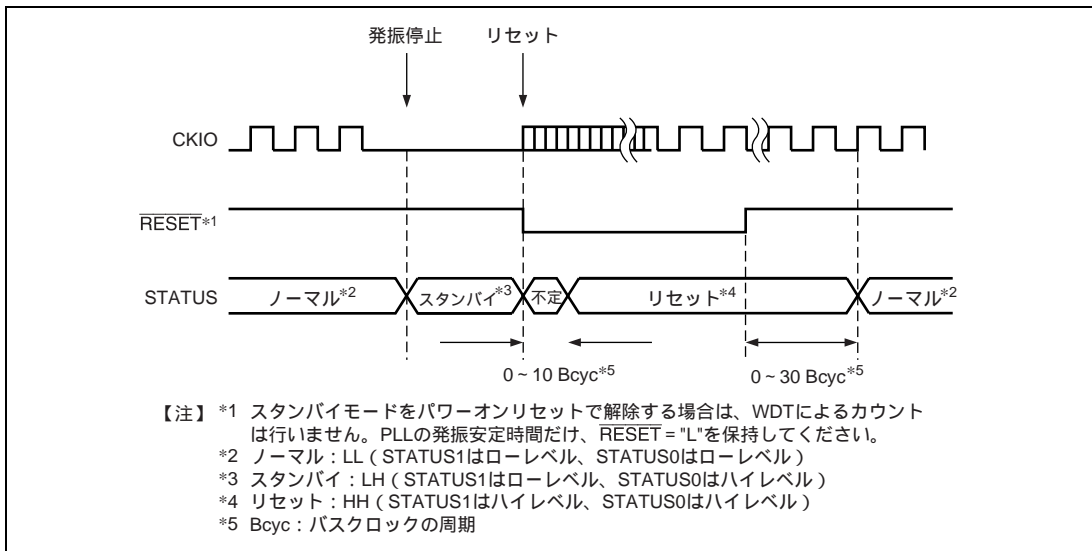 発振停止 リセット
CKIO
RESET*1
STATUS ノーマル*2 スタンバイ*3 不定 リセット*4 ノーマル*2
0 ~ 10 Bcyc*5 0 ~ 30 Bcyc*5
【注】 *1 スタンバイモードをパワーオンリセットで解除する場合は、WDTによるカウント
は行いません。PLLの発振安定時間だけ、RESET = "L"を保持してください。
*2 ノーマル:LL(STATUS1はローレベル、STATUS0はローレベル)
*3 スタンバイ:LH(STATUS1はローレベル、STATUS0はハイレベル)
*4 リセット:HH(STATUS1はハイレベル、STATUS0はハイレベル)
*5 Bcyc:バスクロックの周期